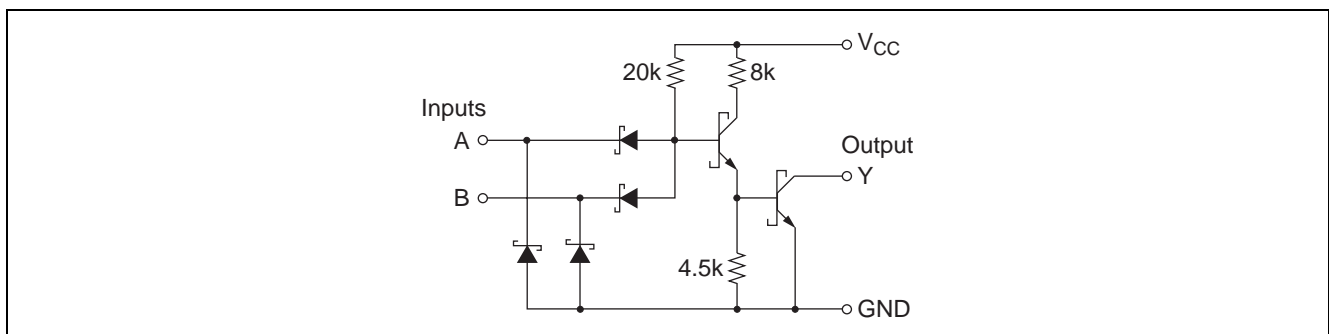 V_CC
20k
8k
Inputs
A
Output
Y
B
4.5k
GND